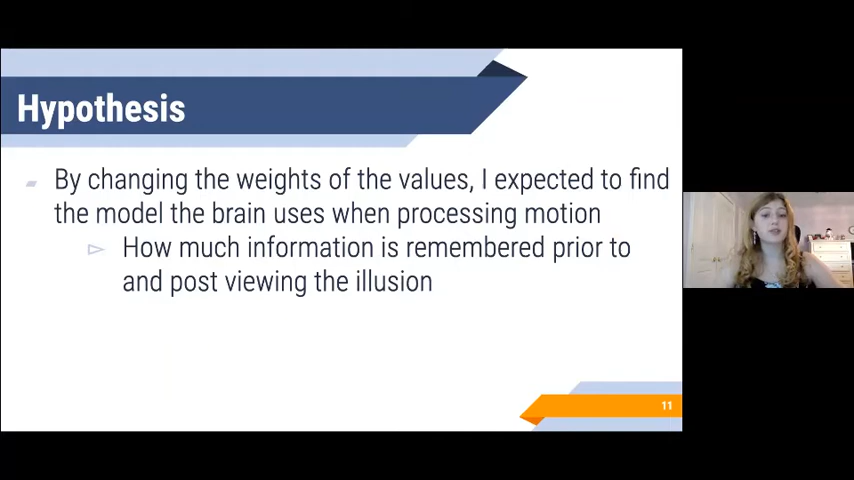 Hypothesis
By changing the weights of the values, I expected to find
the model the brain uses when processing motion
How much information is remembered prior to
and post viewing the illusion
11